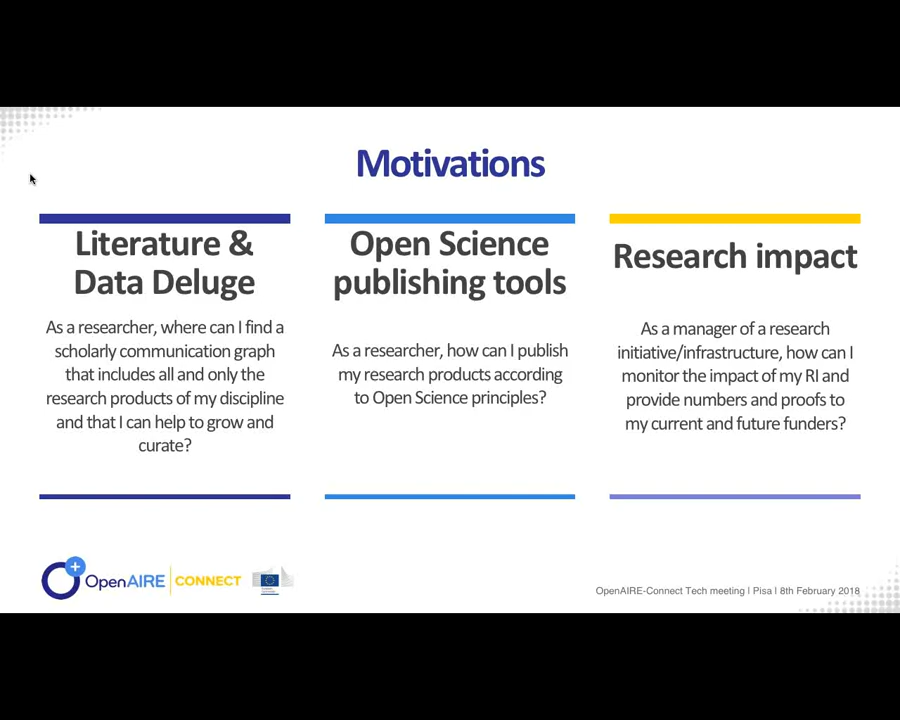 Motivations
Literature &
Data Deluge
As a researcher, where can I find a
scholarly communication graph
that includes all and only the
research products of my discipline
and that I can help to grow and
curate?
Open Science
publishing tools
As a researcher, how can I publish
my research products according
to Open Science principles?
Research impact
As a manager of a research
initiative/infrastructure, how can I
monitor the impact of my RI and
provide numbers and proofs to
my current and future funders?
OpenAIRE CONNECT
OpenAIRE-Connect Tech meeting | Pisa | 8th February 2018